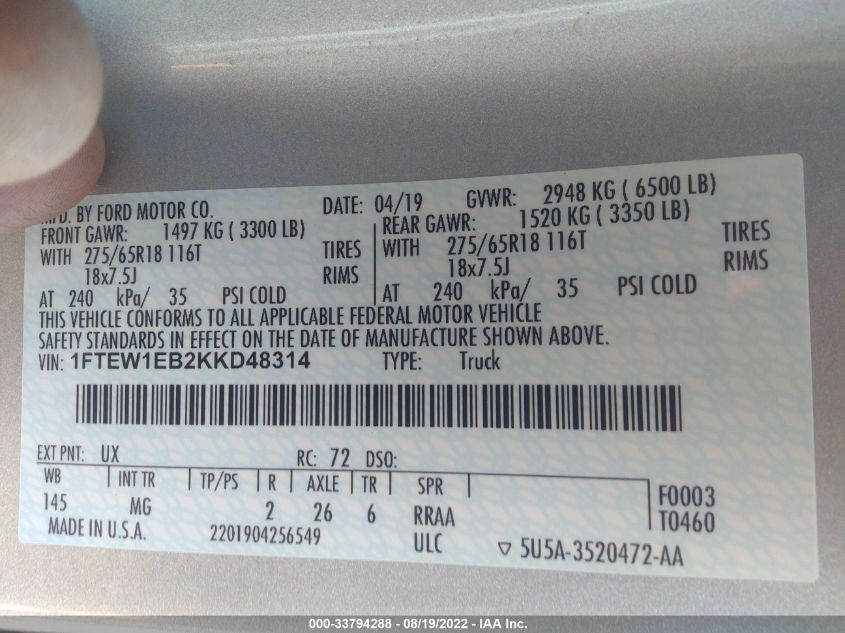 MFD. BY FORD MOTOR CO. DATE: 04/19 GVWR: 2948 KG ( 6500 LB)
FRONT GAWR: 1497 KG ( 3300 LB) REAR GAWR: 1520 KG ( 3350 LB)
WITH 275/65R18 116T TIRES WITH 275/65R18 116T TIRES
18x7.5J RIMS 18x7.5J RIMS
AT 240 kPa/ 35 PSI COLD AT 240 kPa/ 35 PSI COLD
THIS VEHICLE CONFORMS TO ALL APPLICABLE FEDERAL MOTOR VEHICLE
SAFETY STANDARDS IN EFFECT ON THE DATE OF MANUFACTURE SHOWN ABOVE.
VIN: 1FTEW1EB2KKD48314 TYPE: Truck
EXT PNT: UX RC: 72 DSO:
WB INT TR TP/PS R AXLE TR SPR F0003
145 MG 2 26 6 RRAA T0460
MADE IN U.S.A. 2201904256549 ULC ▽ 5U5A-3520472-AA
000-33794288 - 08/19/2022 - IAA Inc.